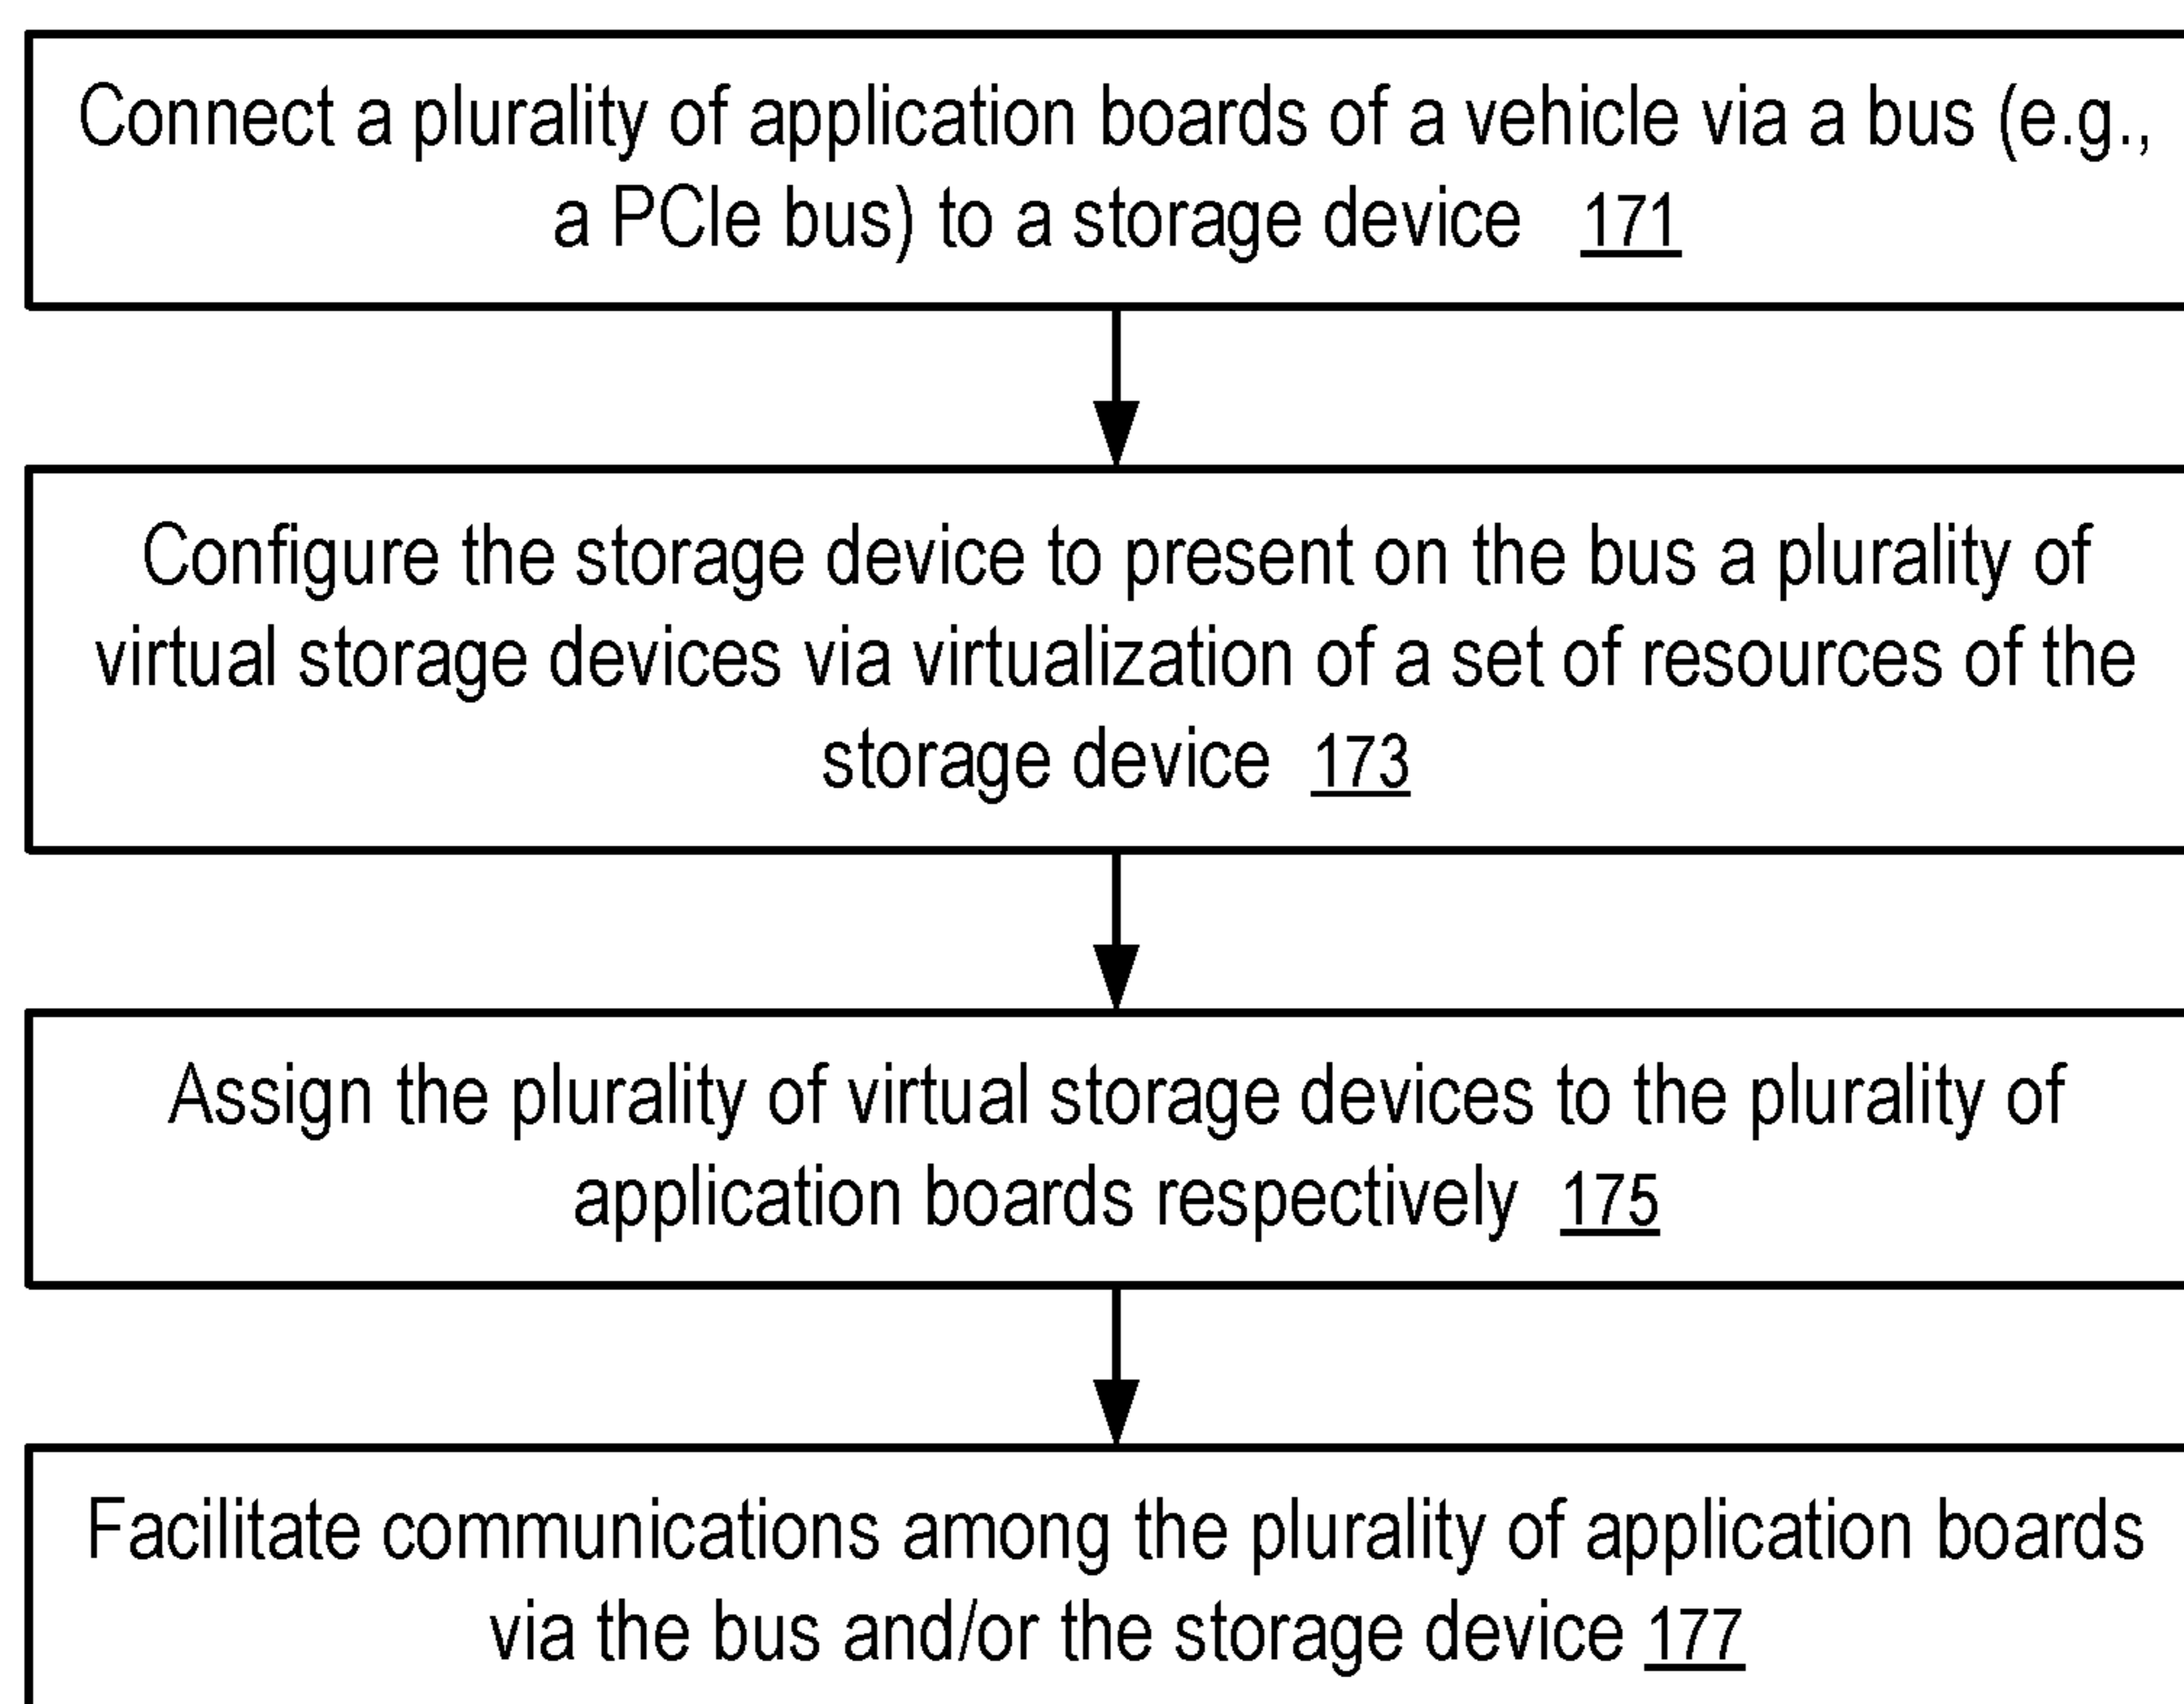 Connect a plurality of application boards of a vehicle via a bus (e.g.,
a PCIe bus) to a storage device 171
Configure the storage device to present on the bus a plurality of
virtual storage devices via virtualization of a set of resources of the
storage device 173
Assign the plurality of virtual storage devices to the plurality of
application boards respectively 175
Facilitate communications among the plurality of application boards
via the bus and/or the storage device 177